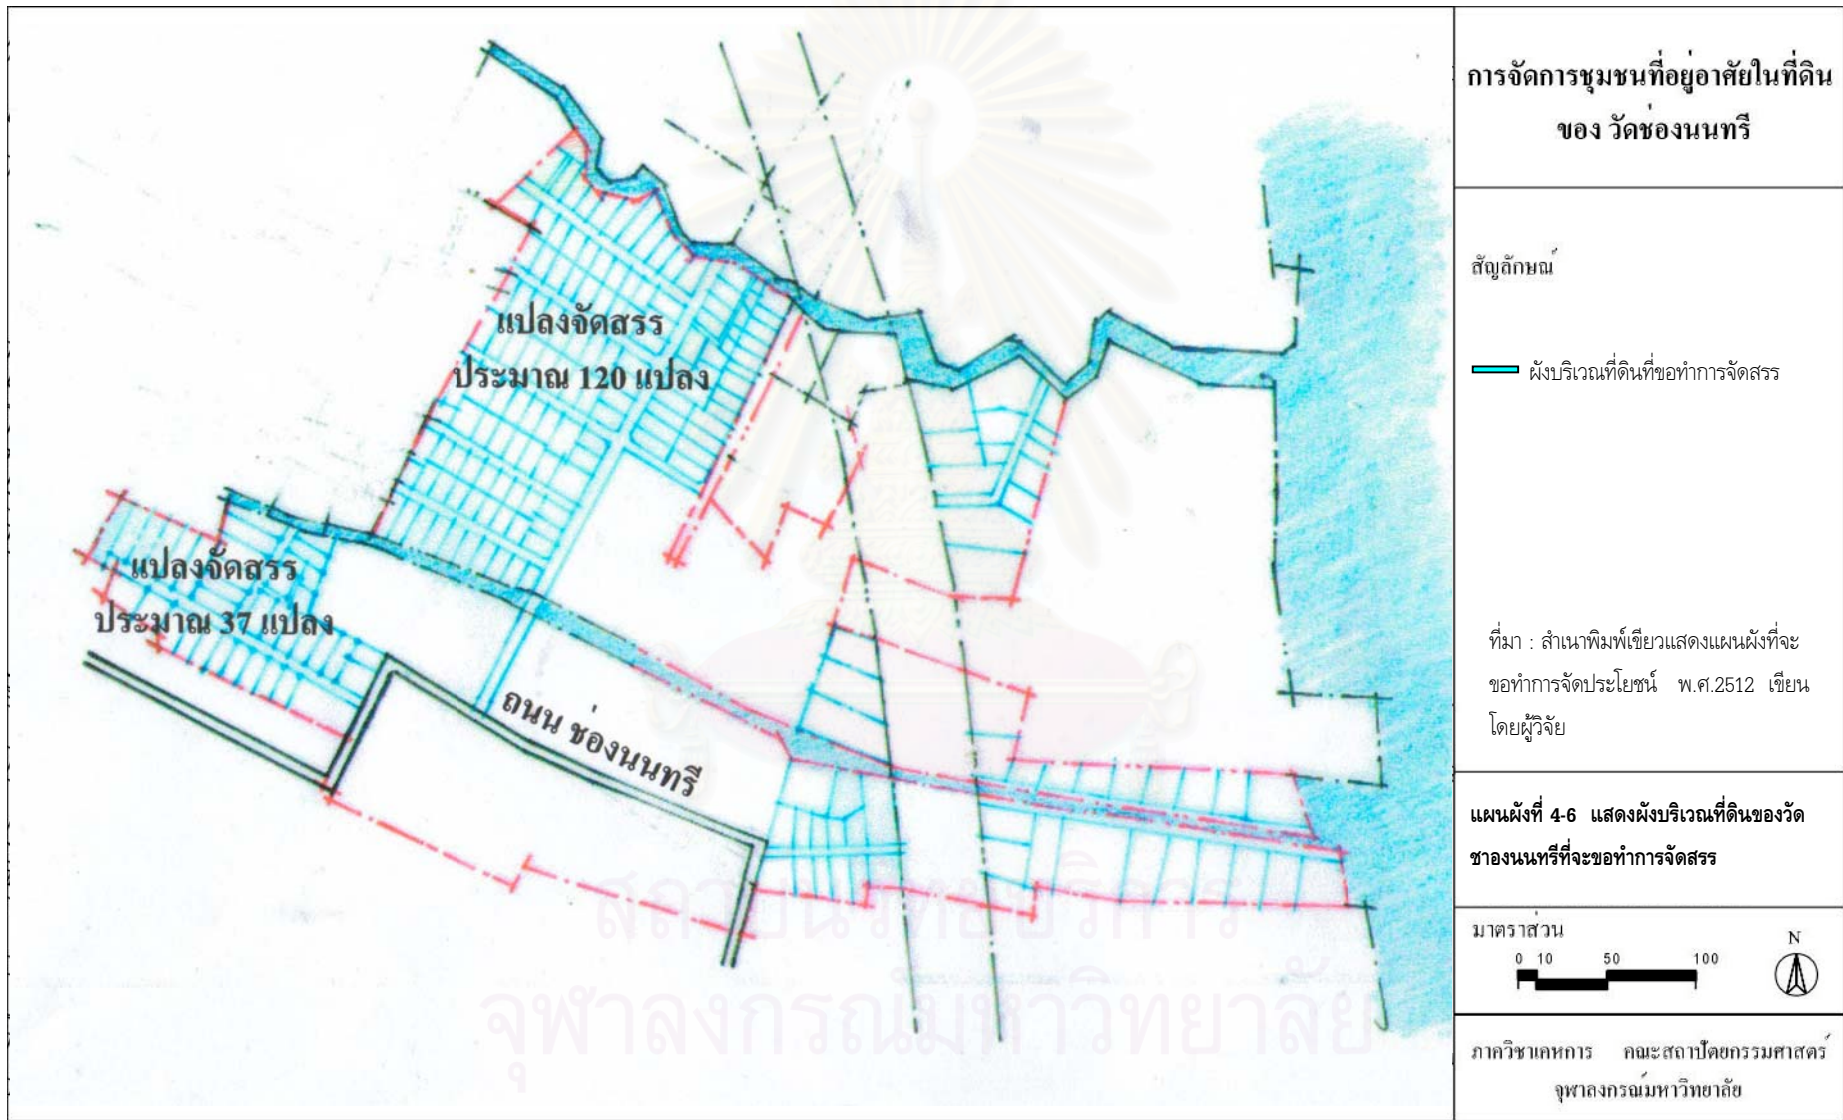 การจัดการชุมชนที่อยู่อาศัยในที่ดิน
ของ วัดช่องนนทรี
สัญลักษณ์
ผังบริเวณที่ดินที่ขอทำการจัดสรร
ที่มา : สำเนาพิมพ์เขียวแสดงแผนผังที่จะ
ขอทำการจัดประโยชน์ พ.ศ.2512 เขียน
โดยผู้วิจัย
แผนผังที่ 4-6 แสดงผังบริเวณที่ดินของวัด
ชาองนนทรีที่จะขอทำการจัดสรร
มาตราส่วน
0 10 50 100
N
ภาควิชาเคหการ คณะสถาปัตยกรรมศาสตร์
จุฬาลงกรณ์มหาวิทยาลัย
แปลงจัดสรร
ประมาณ 120 แปลง
แปลงจัดสรร
ประมาณ 37 แปลง
ถนน ช่องนนทรี
สถาบันวิทยบริการ
จุฬาลงกรณ์มหาวิทยาลัย